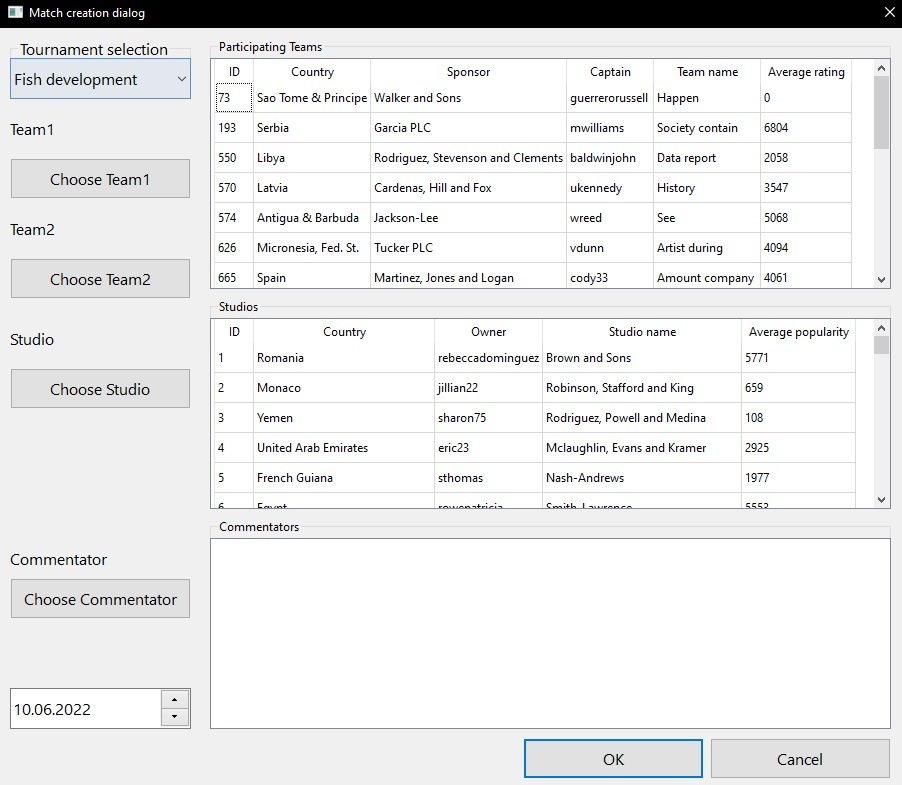 Match creation dialog
Tournament selection
Fish development
Team1
Choose Team1
Team2
Choose Team2
Studio
Choose Studio
Commentator
Choose Commentator
10.06.2022
Participating Teams
ID Country Sponsor Captain Team name Average rating
73 Sao Tome & Principe Walker and Sons guerrerorussell Happen 0
193 Serbia Garcia PLC mwilliams Society contain 6804
550 Libya Rodriguez, Stevenson and Clements baldwinjohn Data report 2058
570 Latvia Cardenas, Hill and Fox ukennedy History 3547
574 Antigua & Barbuda Jackson-Lee wreed See 5068
626 Micronesia, Fed. St. Tucker PLC vdunn Artist during 4094
665 Spain Martinez, Jones and Logan cody33 Amount company 4061
Studios
ID Country Owner Studio name Average popularity
1 Romania rebeccadominguez Brown and Sons 5771
2 Monaco jillian22 Robinson, Stafford and King 659
3 Yemen sharon75 Rodriguez, Powell and Medina 108
4 United Arab Emirates eric23 Mclaughlin, Evans and Kramer 2925
5 French Guiana sthomas Nash-Andrews 1977
6 Egypt rowepatricia Smith-Lawrence 5553
Commentators
OK Cancel